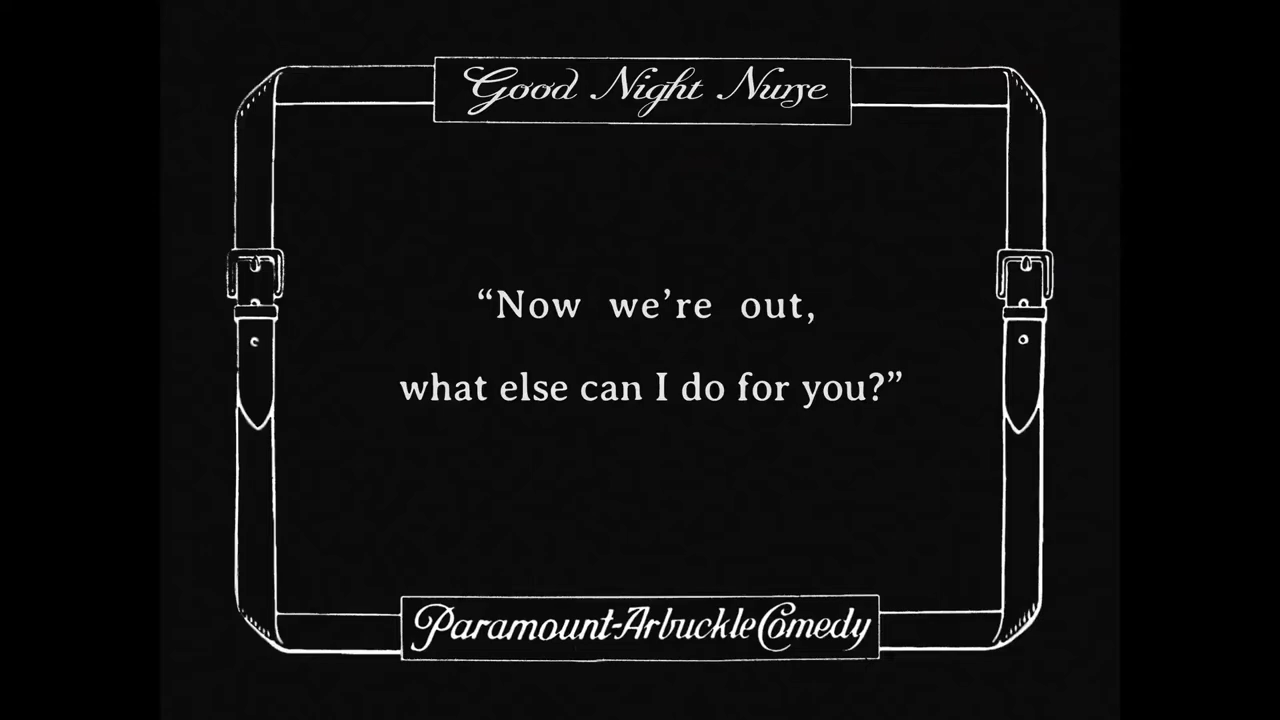 Good Night Nurse
“Now we’re out,
what else can I do for you?”
Paramount-Arbuckle Comedy